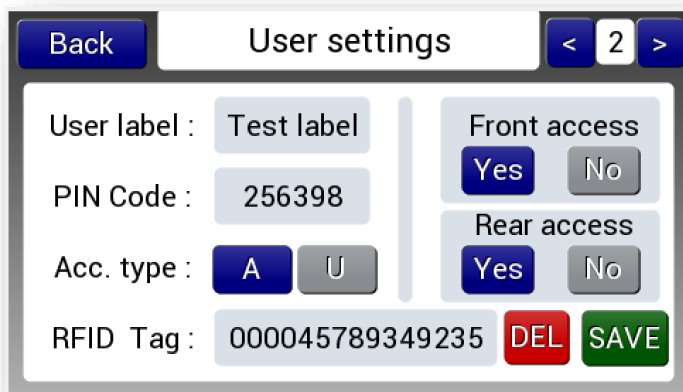 Back User settings < 2 >
User label : Test label
Front access
Yes No
PIN Code : 256398
Rear access
Acc. type : A U
Yes No
RFID Tag : 000045789349235 DEL SAVE